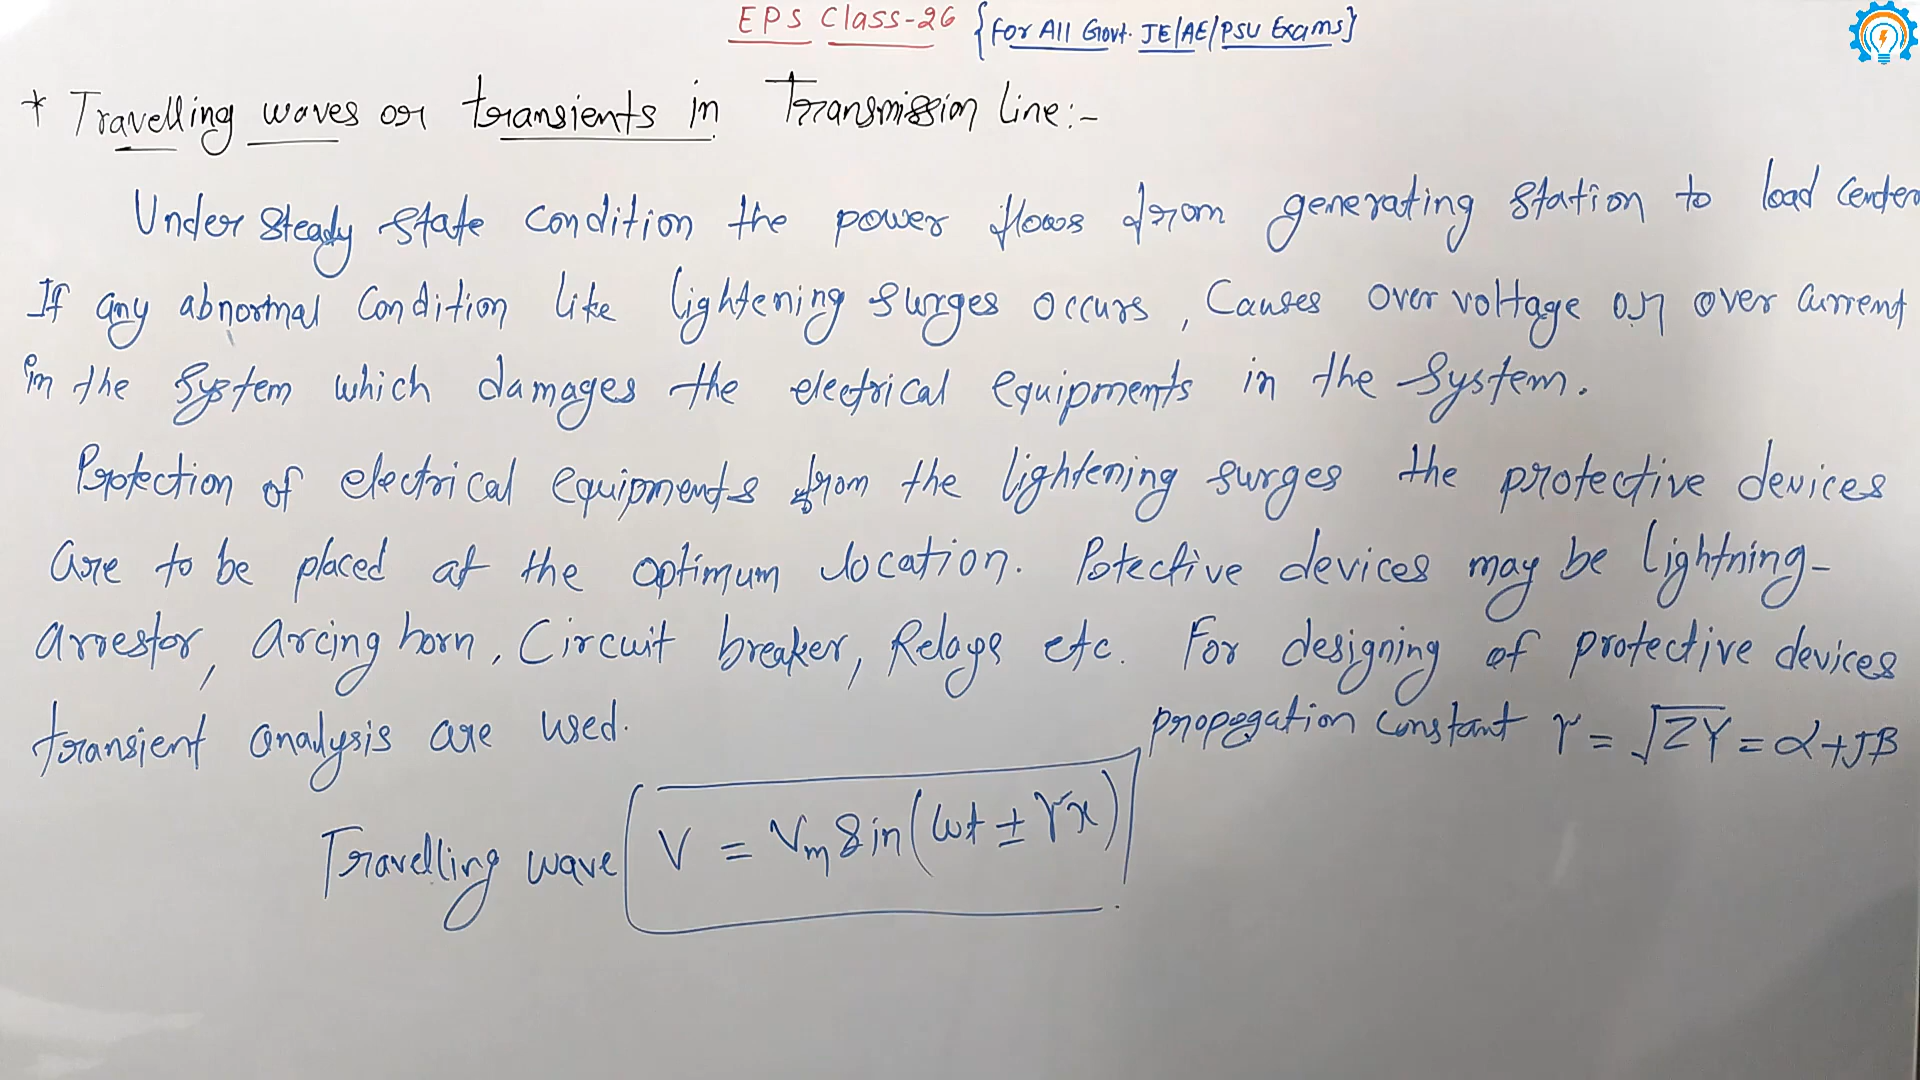 EPS Class-26 {For All Govt. JE/AE/PSU Exams}
* Travelling waves or transients in Transmission line:-
Under steady state condition the power flows from generating station to load center
If any abnormal condition like lightening surges occurs, causes over voltage or over current
in the system which damages the electrical equipments in the system.
Protection of electrical equipments from the lightening surges the protective devices
are to be placed at the optimum location. Potective devices may be lightning-
arrestor, arcing horn, circuit breaker, Relays etc. For designing of protective devices
transient analysis are used.
propegation constant γ = √ZY = α+Jβ
Travelling wave V = Vm sin(ωt ± γx)